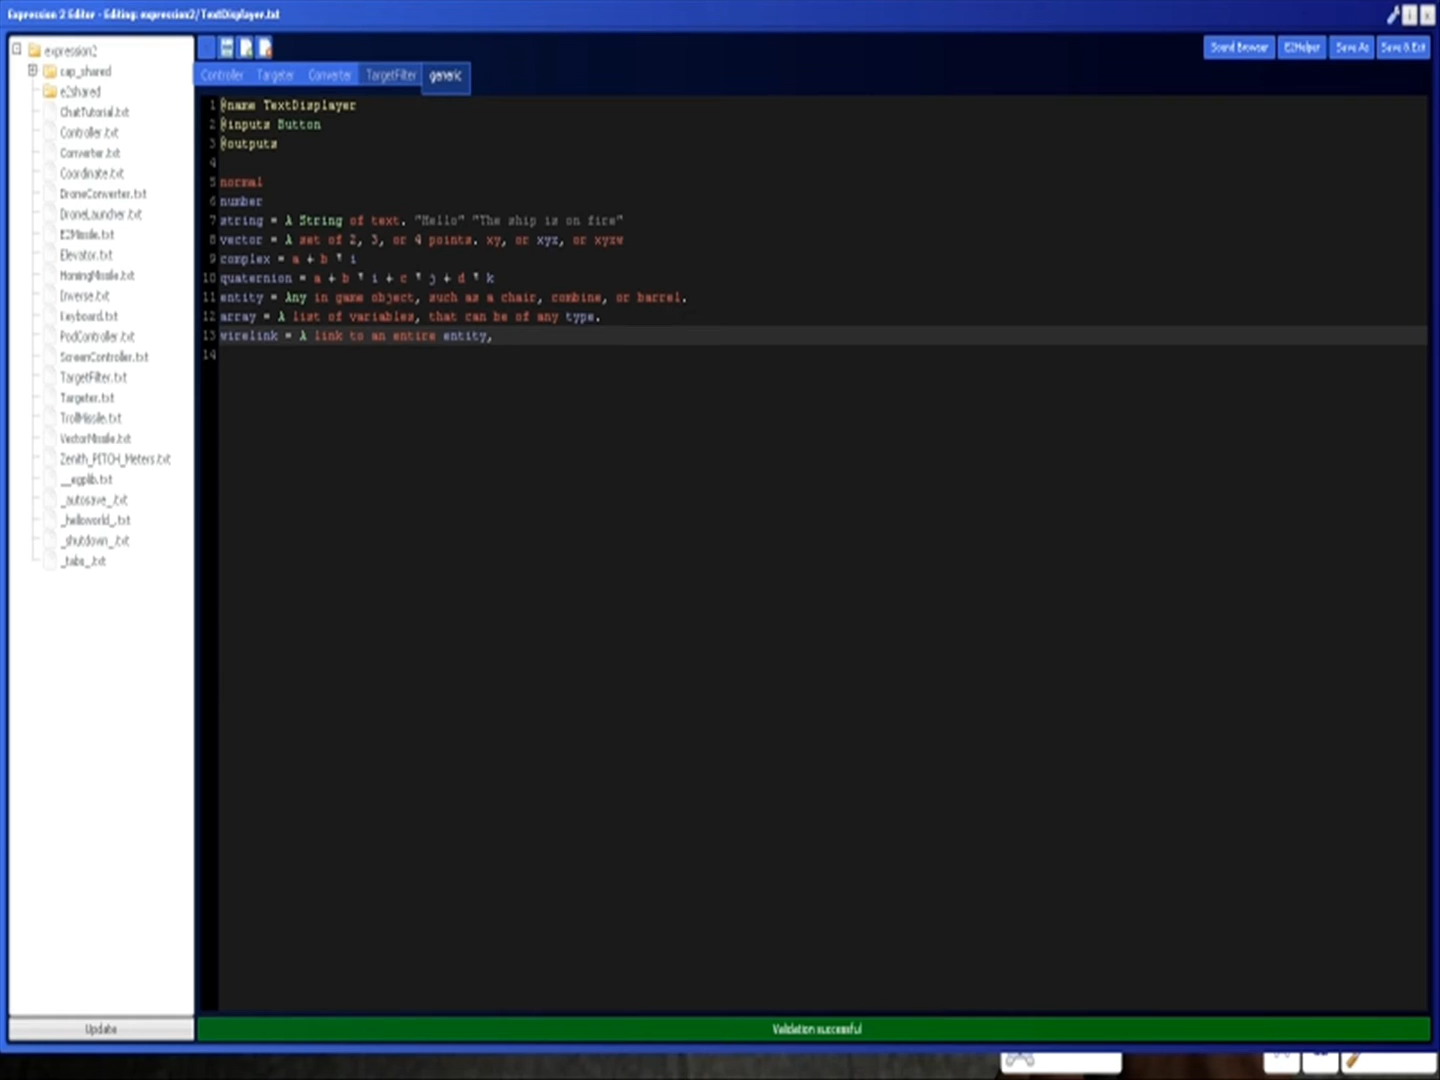 Expression 2 Editor - Editing: expression2/TextDisplayer.txt
Sound Browser E2Helper Save As Save & Exit
Controller Targeter Converter TargetFilter generic
expression2
cap_shared
e2shared
ChatTutorial.txt
Controller.txt
Converter.txt
Coordinate.txt
DroneConverter.txt
DroneLauncher.txt
E2Missile.txt
Elevator.txt
HomingMissile.txt
Inverse.txt
Keyboard.txt
PodController.txt
ScreenController.txt
TargetFilter.txt
Targeter.txt
TrollMissile.txt
VectorMissile.txt
Zenith_PITCH_Meters.txt
__egplib.txt
_autosave_.txt
_helloworld_.txt
_shutdown_.txt
_tabs_.txt
Update
1 @name TextDisplayer
2 @inputs Button
3 @outputs
4
5 normal
6 number
7 string = A String of text. "Hello" "The ship is on fire"
8 vector = A set of 2, 3, or 4 points. xy, or xyz, or xyzw
9 complex = a + b * i
10 quaternion = a + b * i + c * j + d * k
11 entity = Any in game object, such as a chair, combine, or barrel.
12 array = A list of variables, that can be of any type.
13 wirelink = A link to an entire entity,
14
Validation successful